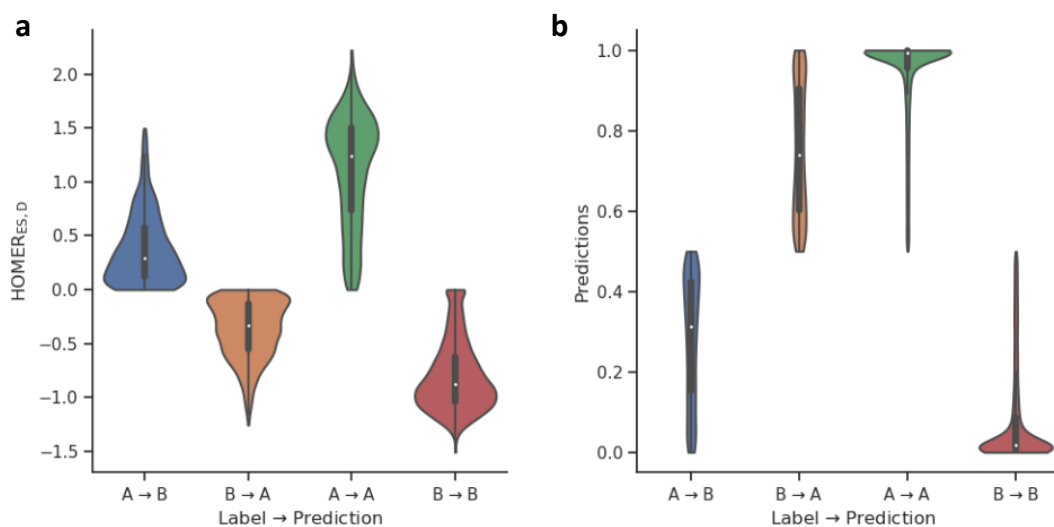 a
2.0
1.5
1.0
0.5
0.0
−0.5
−1.0
−1.5
HOMER_ES,D
A → B B → A A → A B → B
Label → Prediction
b
1.0
0.8
0.6
0.4
0.2
0.0
Predictions
A → B B → A A → A B → B
Label → Prediction